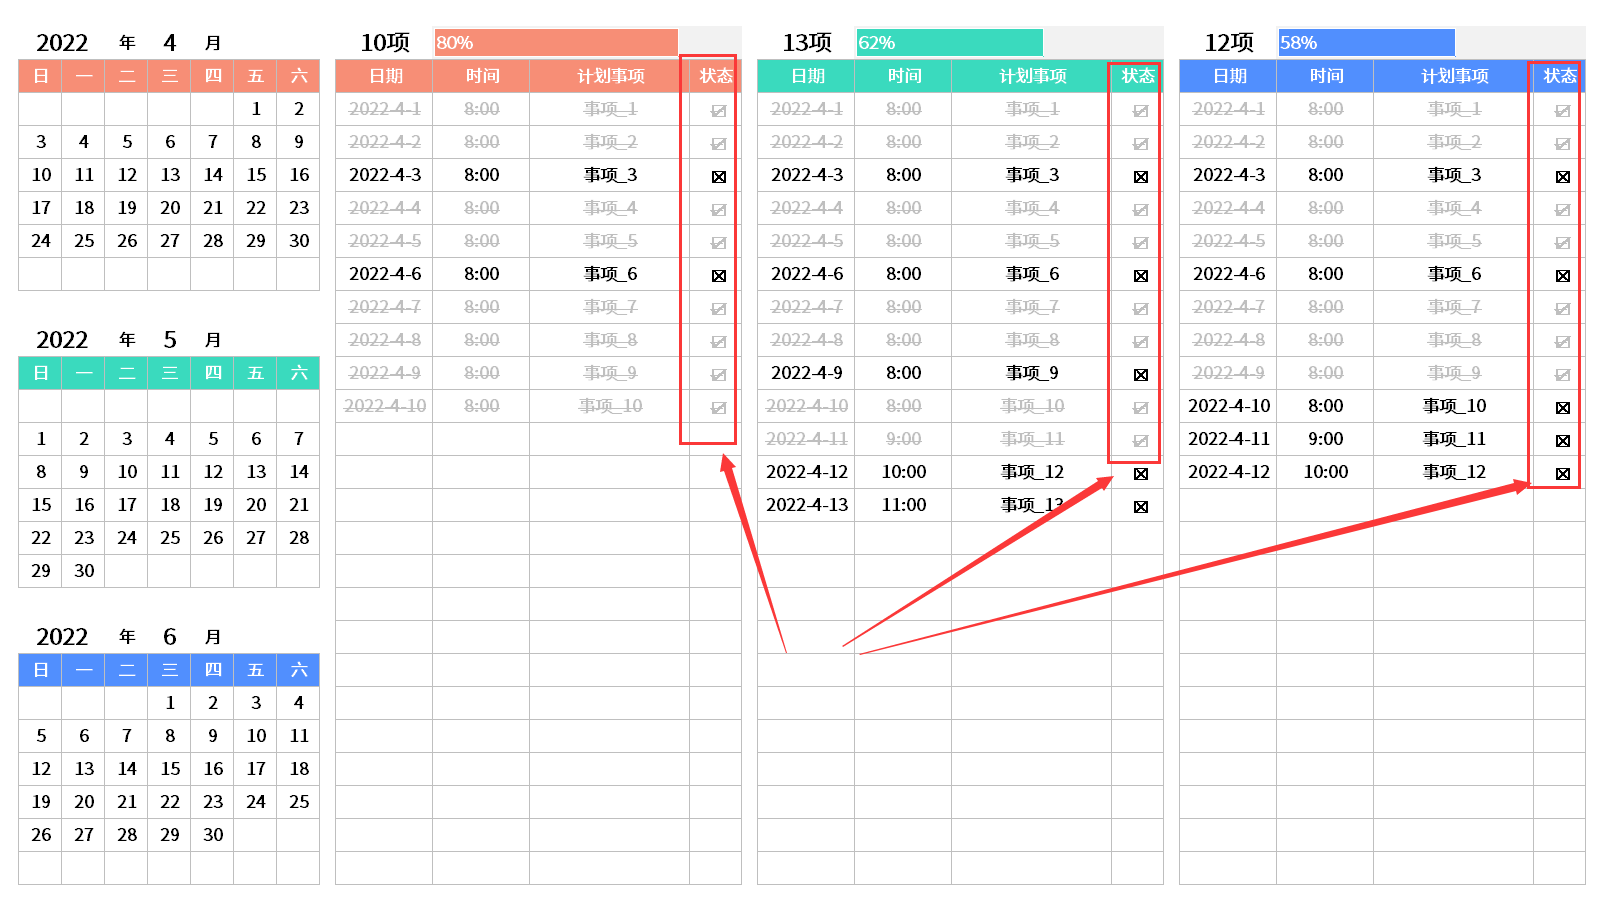 2022 年 4 月
日 一 二 三 四 五 六
1 2
3 4 5 6 7 8 9
10 11 12 13 14 15 16
17 18 19 20 21 22 23
24 25 26 27 28 29 30
2022 年 5 月
日 一 二 三 四 五 六
1 2 3 4 5 6 7
8 9 10 11 12 13 14
15 16 17 18 19 20 21
22 23 24 25 26 27 28
29 30
2022 年 6 月
日 一 二 三 四 五 六
1 2 3 4
5 6 7 8 9 10 11
12 13 14 15 16 17 18
19 20 21 22 23 24 25
26 27 28 29 30
10项 80%
日期 时间 计划事项 状态
2022-4-1 8:00 事项_1 ☑
2022-4-2 8:00 事项_2 ☑
2022-4-3 8:00 事项_3 ☒
2022-4-4 8:00 事项_4 ☑
2022-4-5 8:00 事项_5 ☑
2022-4-6 8:00 事项_6 ☒
2022-4-7 8:00 事项_7 ☑
2022-4-8 8:00 事项_8 ☑
2022-4-9 8:00 事项_9 ☑
2022-4-10 8:00 事项_10 ☑
13项 62%
日期 时间 计划事项 状态
2022-4-1 8:00 事项_1 ☑
2022-4-2 8:00 事项_2 ☑
2022-4-3 8:00 事项_3 ☒
2022-4-4 8:00 事项_4 ☑
2022-4-5 8:00 事项_5 ☑
2022-4-6 8:00 事项_6 ☒
2022-4-7 8:00 事项_7 ☑
2022-4-8 8:00 事项_8 ☑
2022-4-9 8:00 事项_9 ☒
2022-4-10 8:00 事项_10 ☑
2022-4-11 9:00 事项_11 ☑
2022-4-12 10:00 事项_12 ☒
2022-4-13 11:00 事项_13 ☒
12项 58%
日期 时间 计划事项 状态
2022-4-1 8:00 事项_1 ☑
2022-4-2 8:00 事项_2 ☑
2022-4-3 8:00 事项_3 ☒
2022-4-4 8:00 事项_4 ☑
2022-4-5 8:00 事项_5 ☑
2022-4-6 8:00 事项_6 ☒
2022-4-7 8:00 事项_7 ☑
2022-4-8 8:00 事项_8 ☑
2022-4-9 8:00 事项_9 ☑
2022-4-10 8:00 事项_10 ☒
2022-4-11 9:00 事项_11 ☒
2022-4-12 10:00 事项_12 ☒